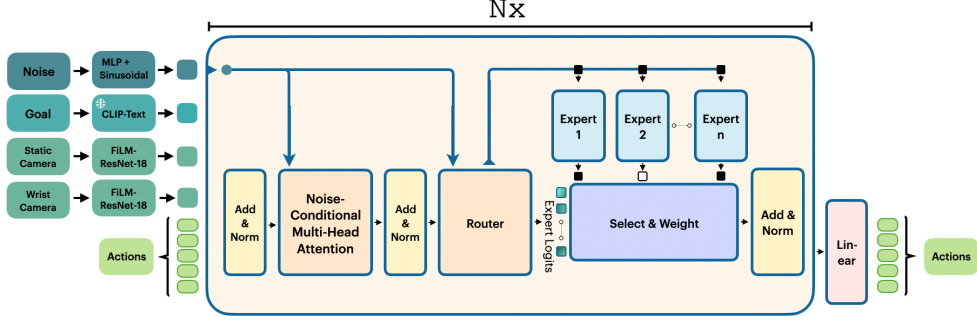 Nx
Noise
MLP +
Sinusoidal
Goal
CLIP-Text
Static
Camera
FiLM-
ResNet-18
Wrist
Camera
FiLM-
ResNet-18
Actions
Add
&
Norm
Noise-
Conditional
Multi-Head
Attention
Add
&
Norm
Router
Expert
1
Expert
2
Expert
n
Expert Logits
Select & Weight
Add &
Norm
Lin-
ear
Actions